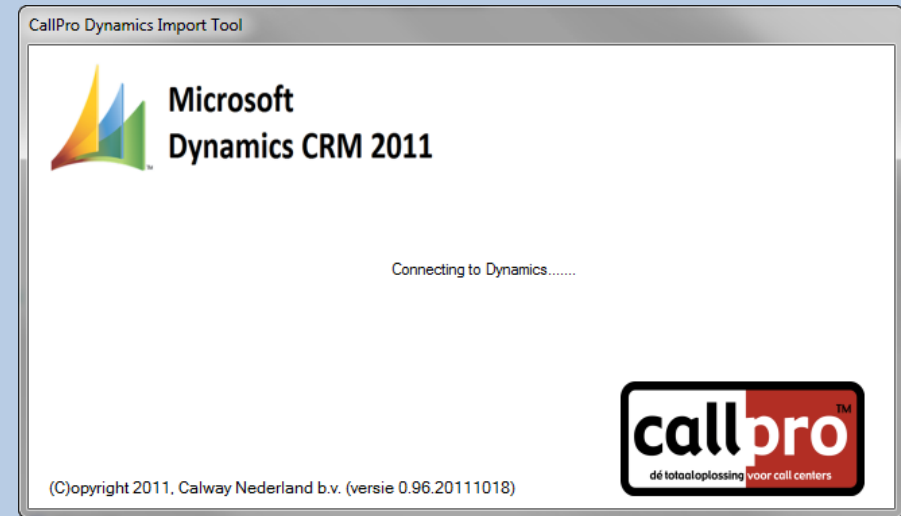 CallPro Dynamics Import Tool
Microsoft
Dynamics CRM 2011
TM
Connecting to Dynamics.......
callpro
TM
dé totaaloplossing voor call centers
(C)opyright 2011, Calway Nederland b.v. (versie 0.96.20111018)